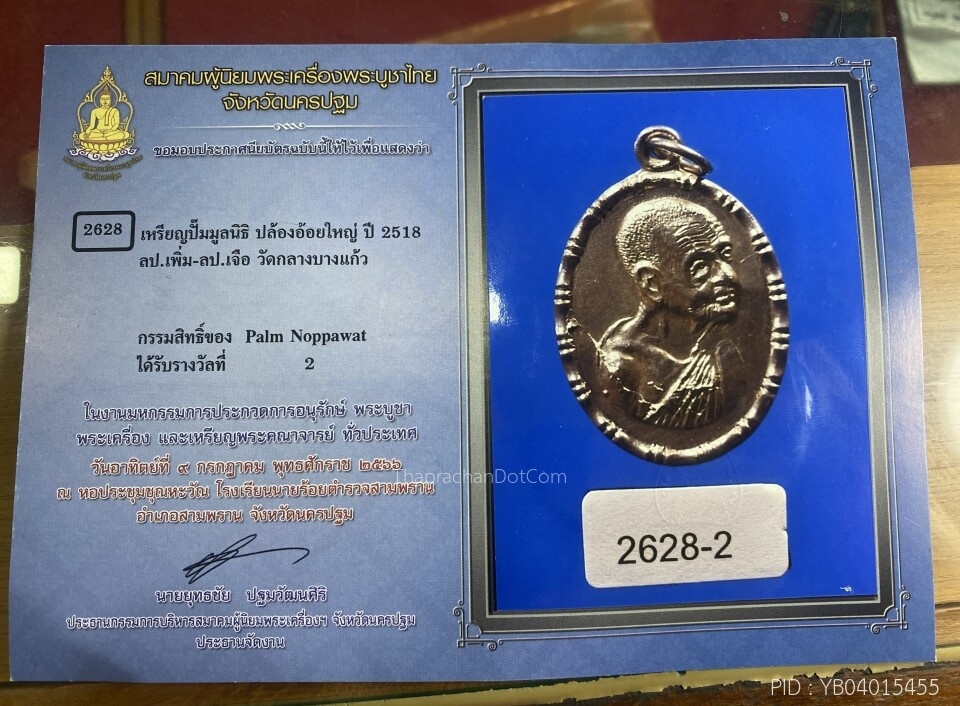 สมาคมผู้นิยมพระเครื่องพระบูชาไทย
จังหวัดนครปฐม
ขอมอบประกาศนียบัตรฉบับนี้ให้ไว้เพื่อแสดงว่า
2628
เหรียญปั๊มมูลนิธิ ปล้องอ้อยใหญ่ ปี 2518
ลป.เพิ่ม-ลป.เจือ วัดกลางบางแก้ว
กรรมสิทธิ์ของ Palm Noppawat
ได้รับรางวัลที่ 2
ในงานมหกรรมการประกวดการอนุรักษ์ พระบูชา
พระเครื่อง และเหรียญพระคณาจารย์ ทั่วประเทศ
วันอาทิตย์ที่ ๙ กรกฎาคม พุทธศักราช ๒๕๖๖
ณ หอประชุมชุณหะวัณ โรงเรียนนายร้อยตำรวจสามพราน
อำเภอสามพราน จังหวัดนครปฐม
นายยุทธชัย ปฐมวัฒนศิริ
ประธานกรรมการบริหารสมาคมผู้นิยมพระเครื่องฯ จังหวัดนครปฐม
ประธานจัดงาน
2628-2
ThaprachanDotCom
PID : YB04015455